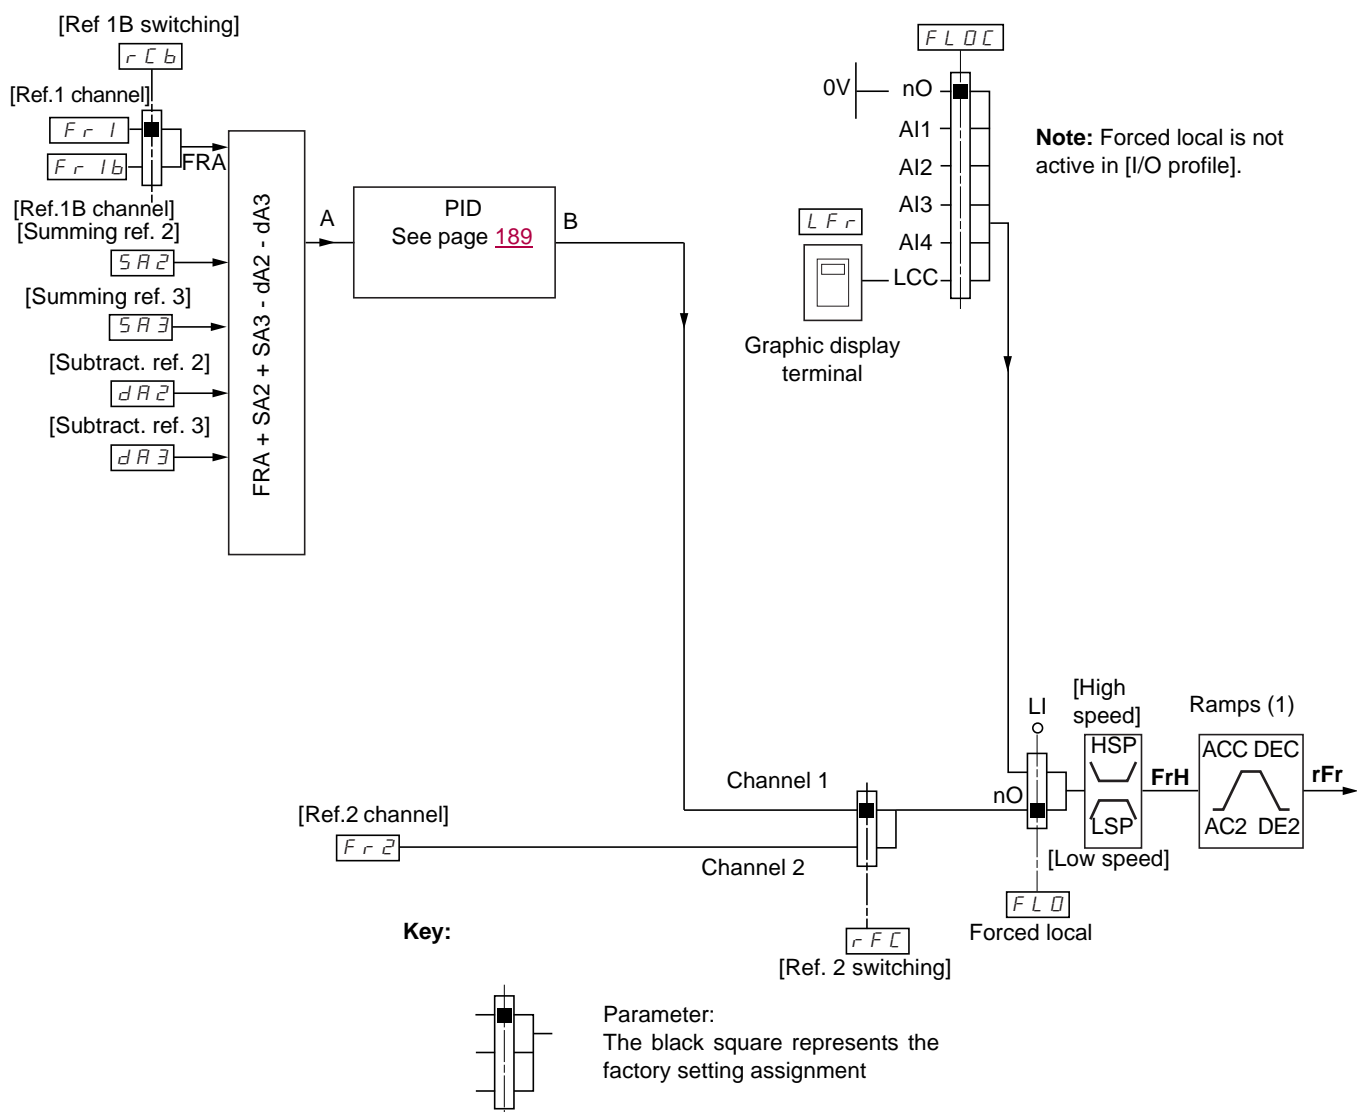 [Ref 1B switching]
rCb
[Ref.1 channel]
Fr1
Fr1b
FRA
[Ref.1B channel]
[Summing ref. 2]
SA2
[Summing ref. 3]
SA3
[Subtract. ref. 2]
dA2
[Subtract. ref. 3]
dA3
FRA + SA2 + SA3 - dA2 - dA3
A
PID
See page 189
B
FLOC
0V
nO
AI1
AI2
AI3
AI4
LCC
LFr
Graphic display
terminal
Note: Forced local is not
active in [I/O profile].
[Ref.2 channel]
Fr2
Channel 1
Channel 2
rFC
[Ref. 2 switching]
LI
nO
FLO
Forced local
[High
speed]
HSP
LSP
[Low speed]
FrH
Ramps (1)
ACC DEC
AC2 DE2
rFr
Key:
Parameter:
The black square represents the
factory setting assignment